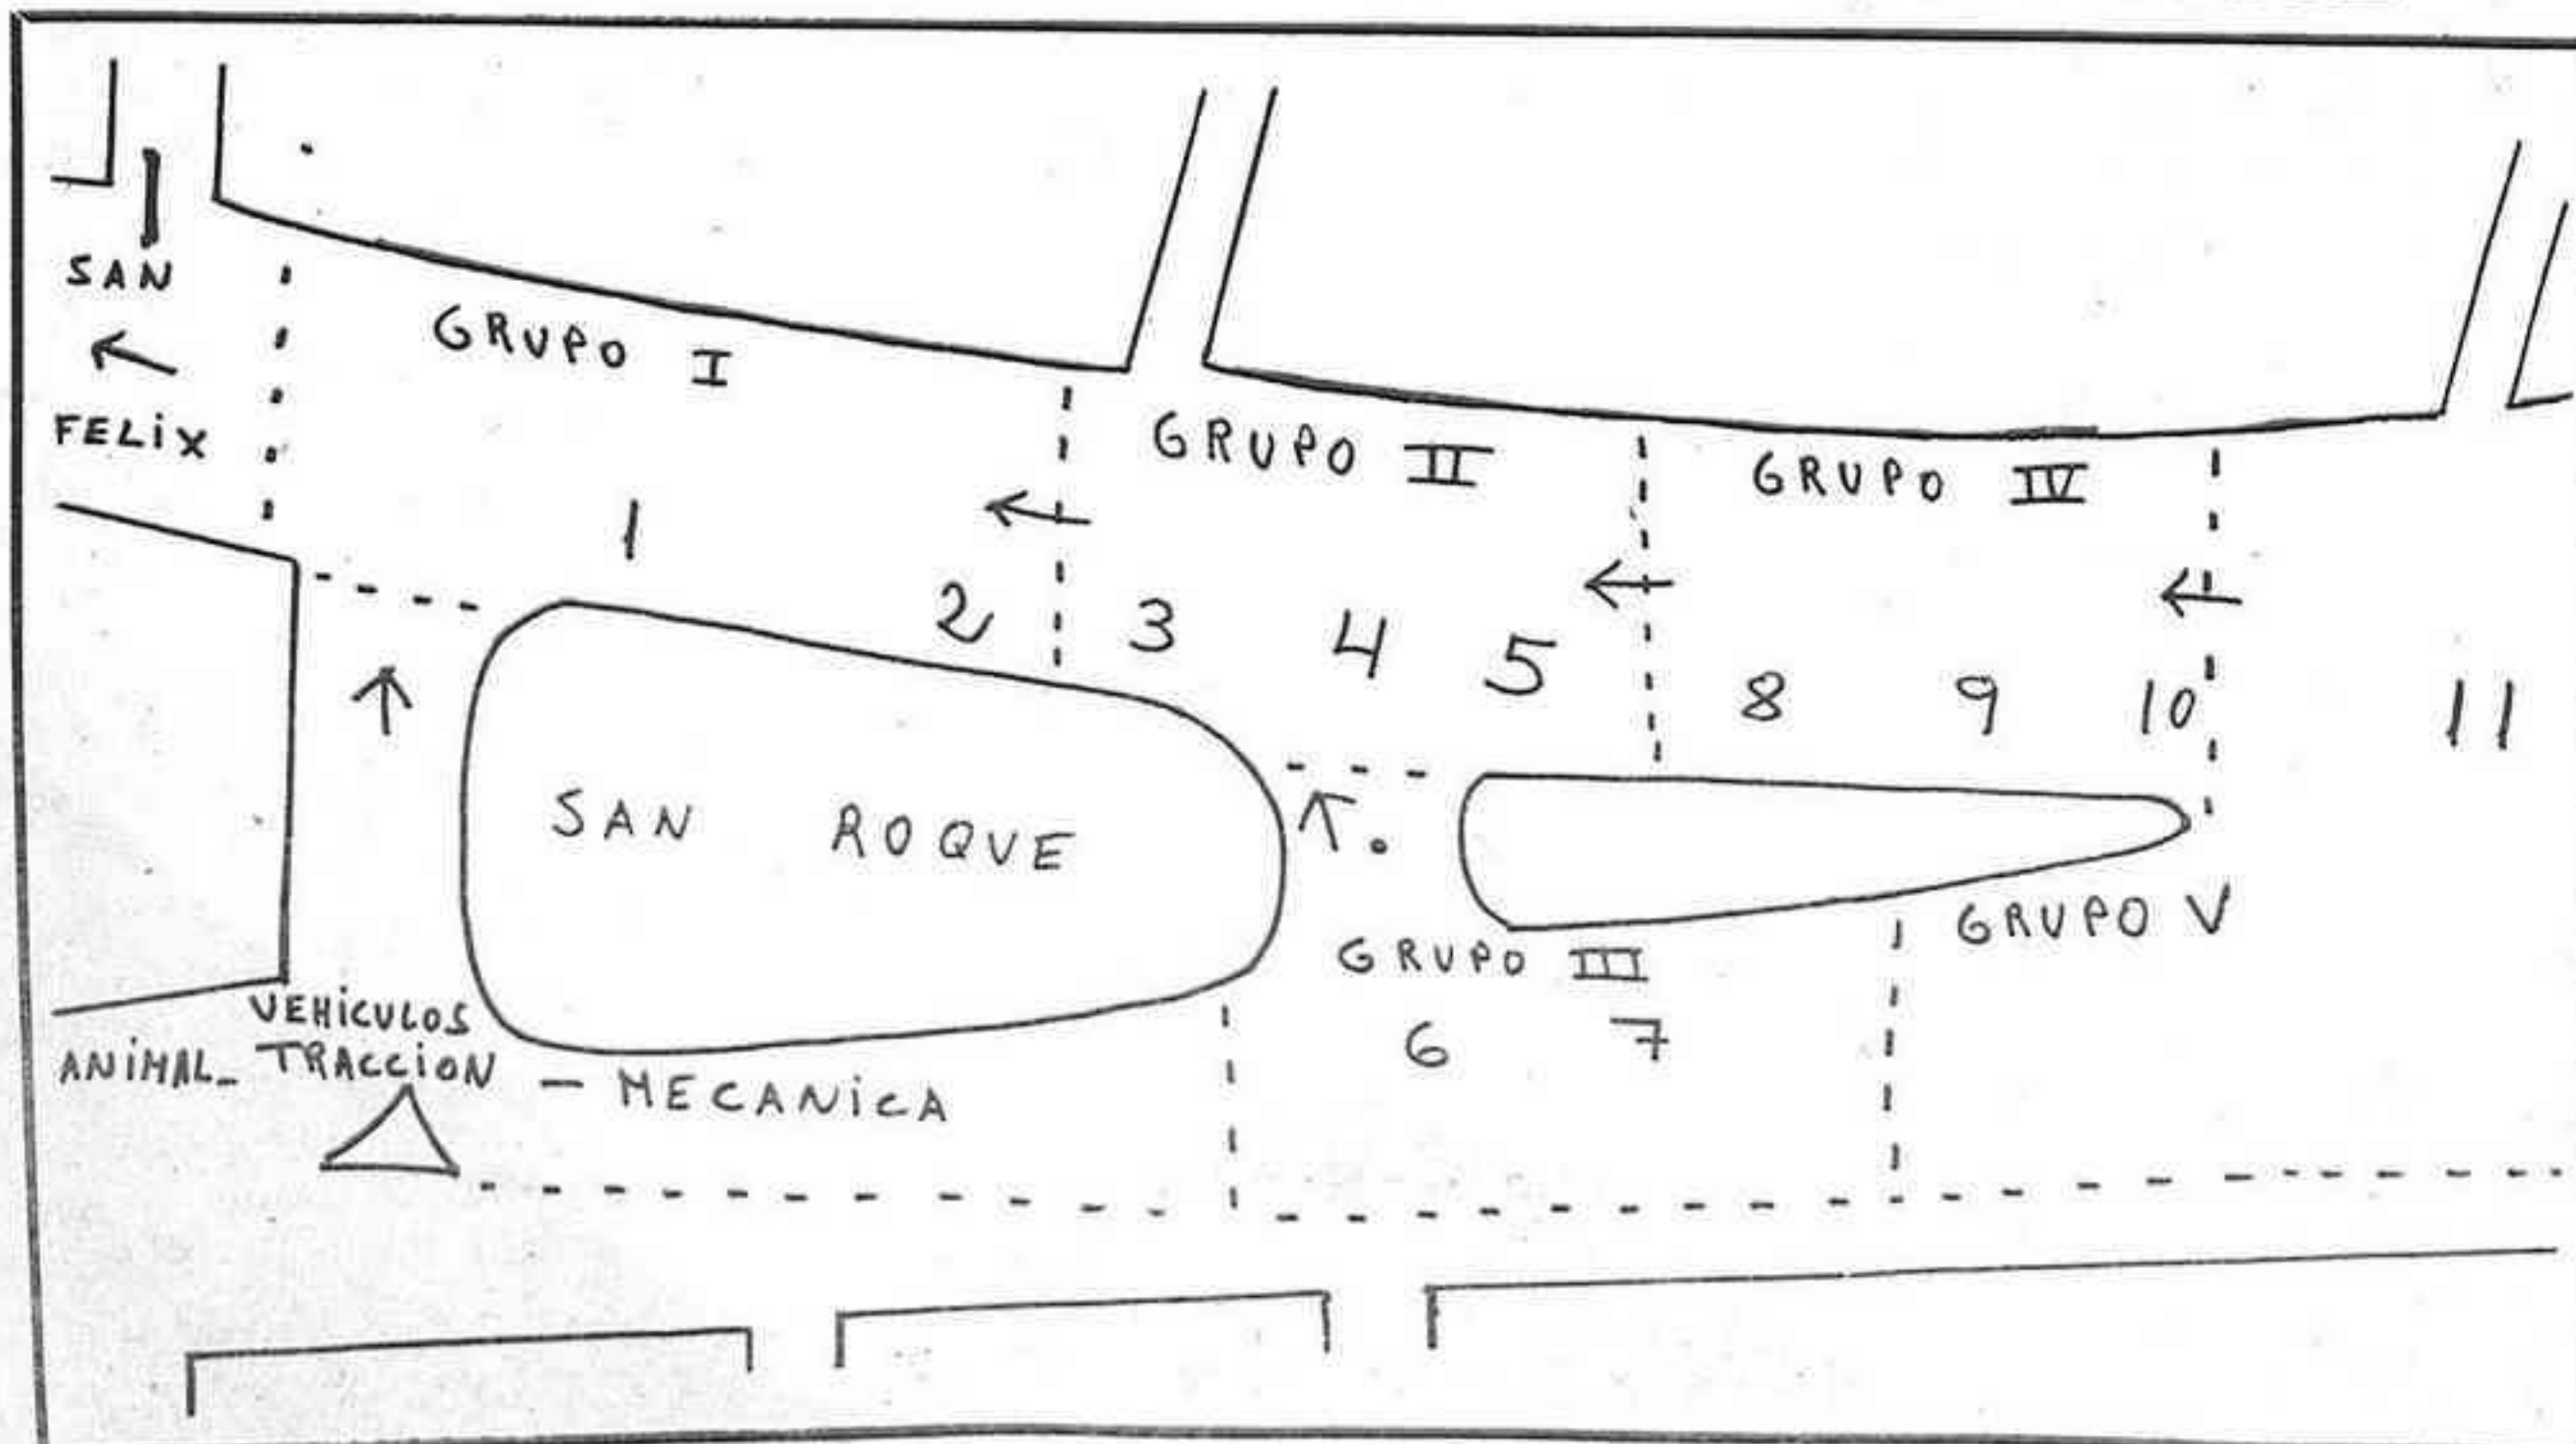 SAN
FELiX
GRUPO I
GRUPO II
GRUPO IV
1
2
3
4
5
8
9
10
11
SAN ROQUE
GRUPO III
GRUPO V
6
7
VEHiCULOS
ANiMAL- TRACCiON - MECANiCA